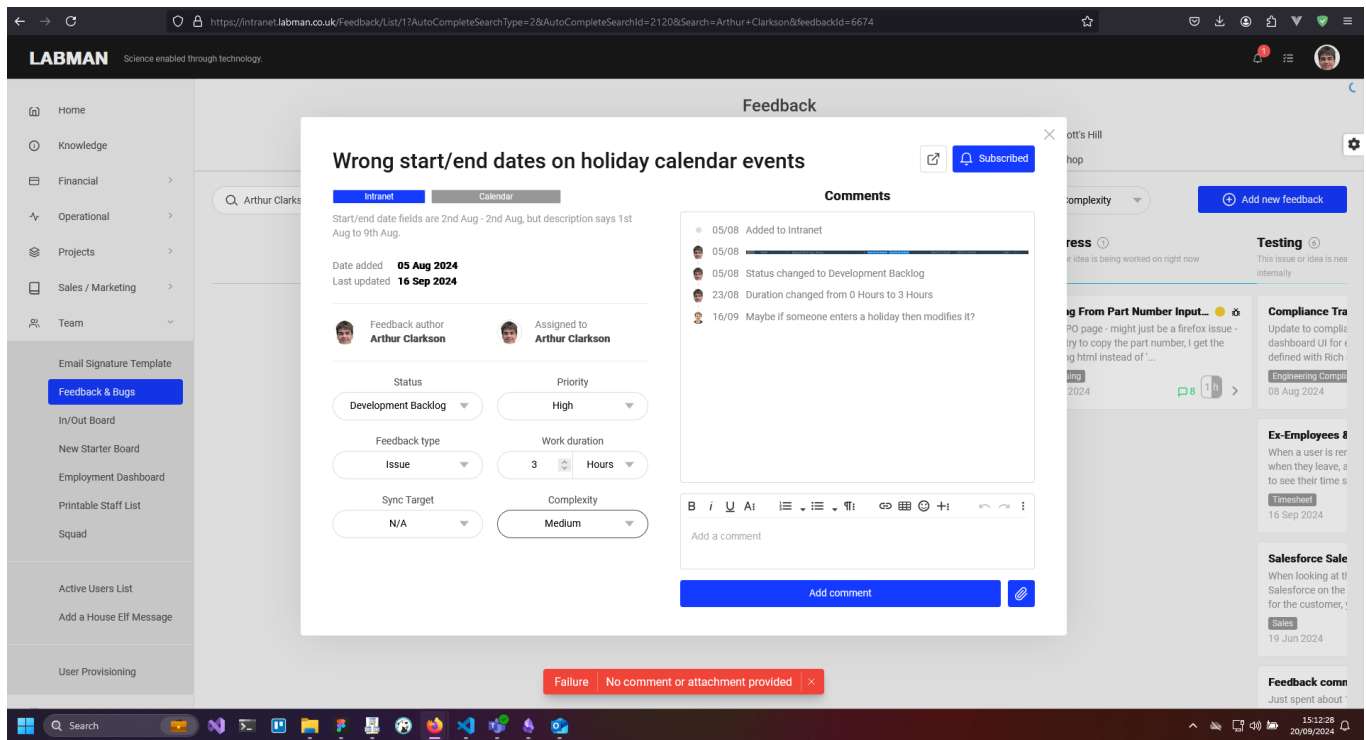 https://intranet.labman.co.uk/Feedback/List/1?AutoCompleteSearchType=2&AutoCompleteSearchId=2120&Search=Arthur+Clarkson&feedbackId=6674
LABMAN
Science enabled through technology.
1
Home
Knowledge
Financial
Operational
Projects
Sales / Marketing
Team
Email Signature Template
Feedback & Bugs
In/Out Board
New Starter Board
Employment Dashboard
Printable Staff List
Squad
Active Users List
Add a House Elf Message
User Provisioning
Feedback
ott's Hill
hop
Arthur Clarks
omplexity
Add new feedback
Wrong start/end dates on holiday calendar events
Subscribed
Intranet
Calendar
Start/end date fields are 2nd Aug - 2nd Aug, but description says 1st
Aug to 9th Aug.
Date added 05 Aug 2024
Last updated 16 Sep 2024
Feedback author
Arthur Clarkson
Assigned to
Arthur Clarkson
Status
Development Backlog
Priority
High
Feedback type
Issue
Work duration
3 Hours
Sync Target
N/A
Complexity
Medium
Comments
05/08 Added to Intranet
05/08
05/08 Status changed to Development Backlog
23/08 Duration changed from 0 Hours to 3 Hours
16/09 Maybe if someone enters a holiday then modifies it?
B i U A
Add a comment
Add comment
ress 1
r idea is being worked on right now
ng From Part Number Input...
PO page - might just be a firefox issue -
try to copy the part number, I get the
ng html instead of '...
sing
2024
8
1 h
Testing 6
This issue or idea is nea
internally
Compliance Tra
Update to complia
dashboard UI for e
defined with Rich
Engineering Compli
08 Aug 2024
Ex-Employees &
When a user is rer
when they leave, a
to see their time s
Timesheet
16 Sep 2024
Salesforce Sale
When looking at th
Salesforce on the
for the customer, y
Sales
19 Jun 2024
Feedback comn
Just spent about
Failure No comment or attachment provided
Search
15:12:28
20/09/2024